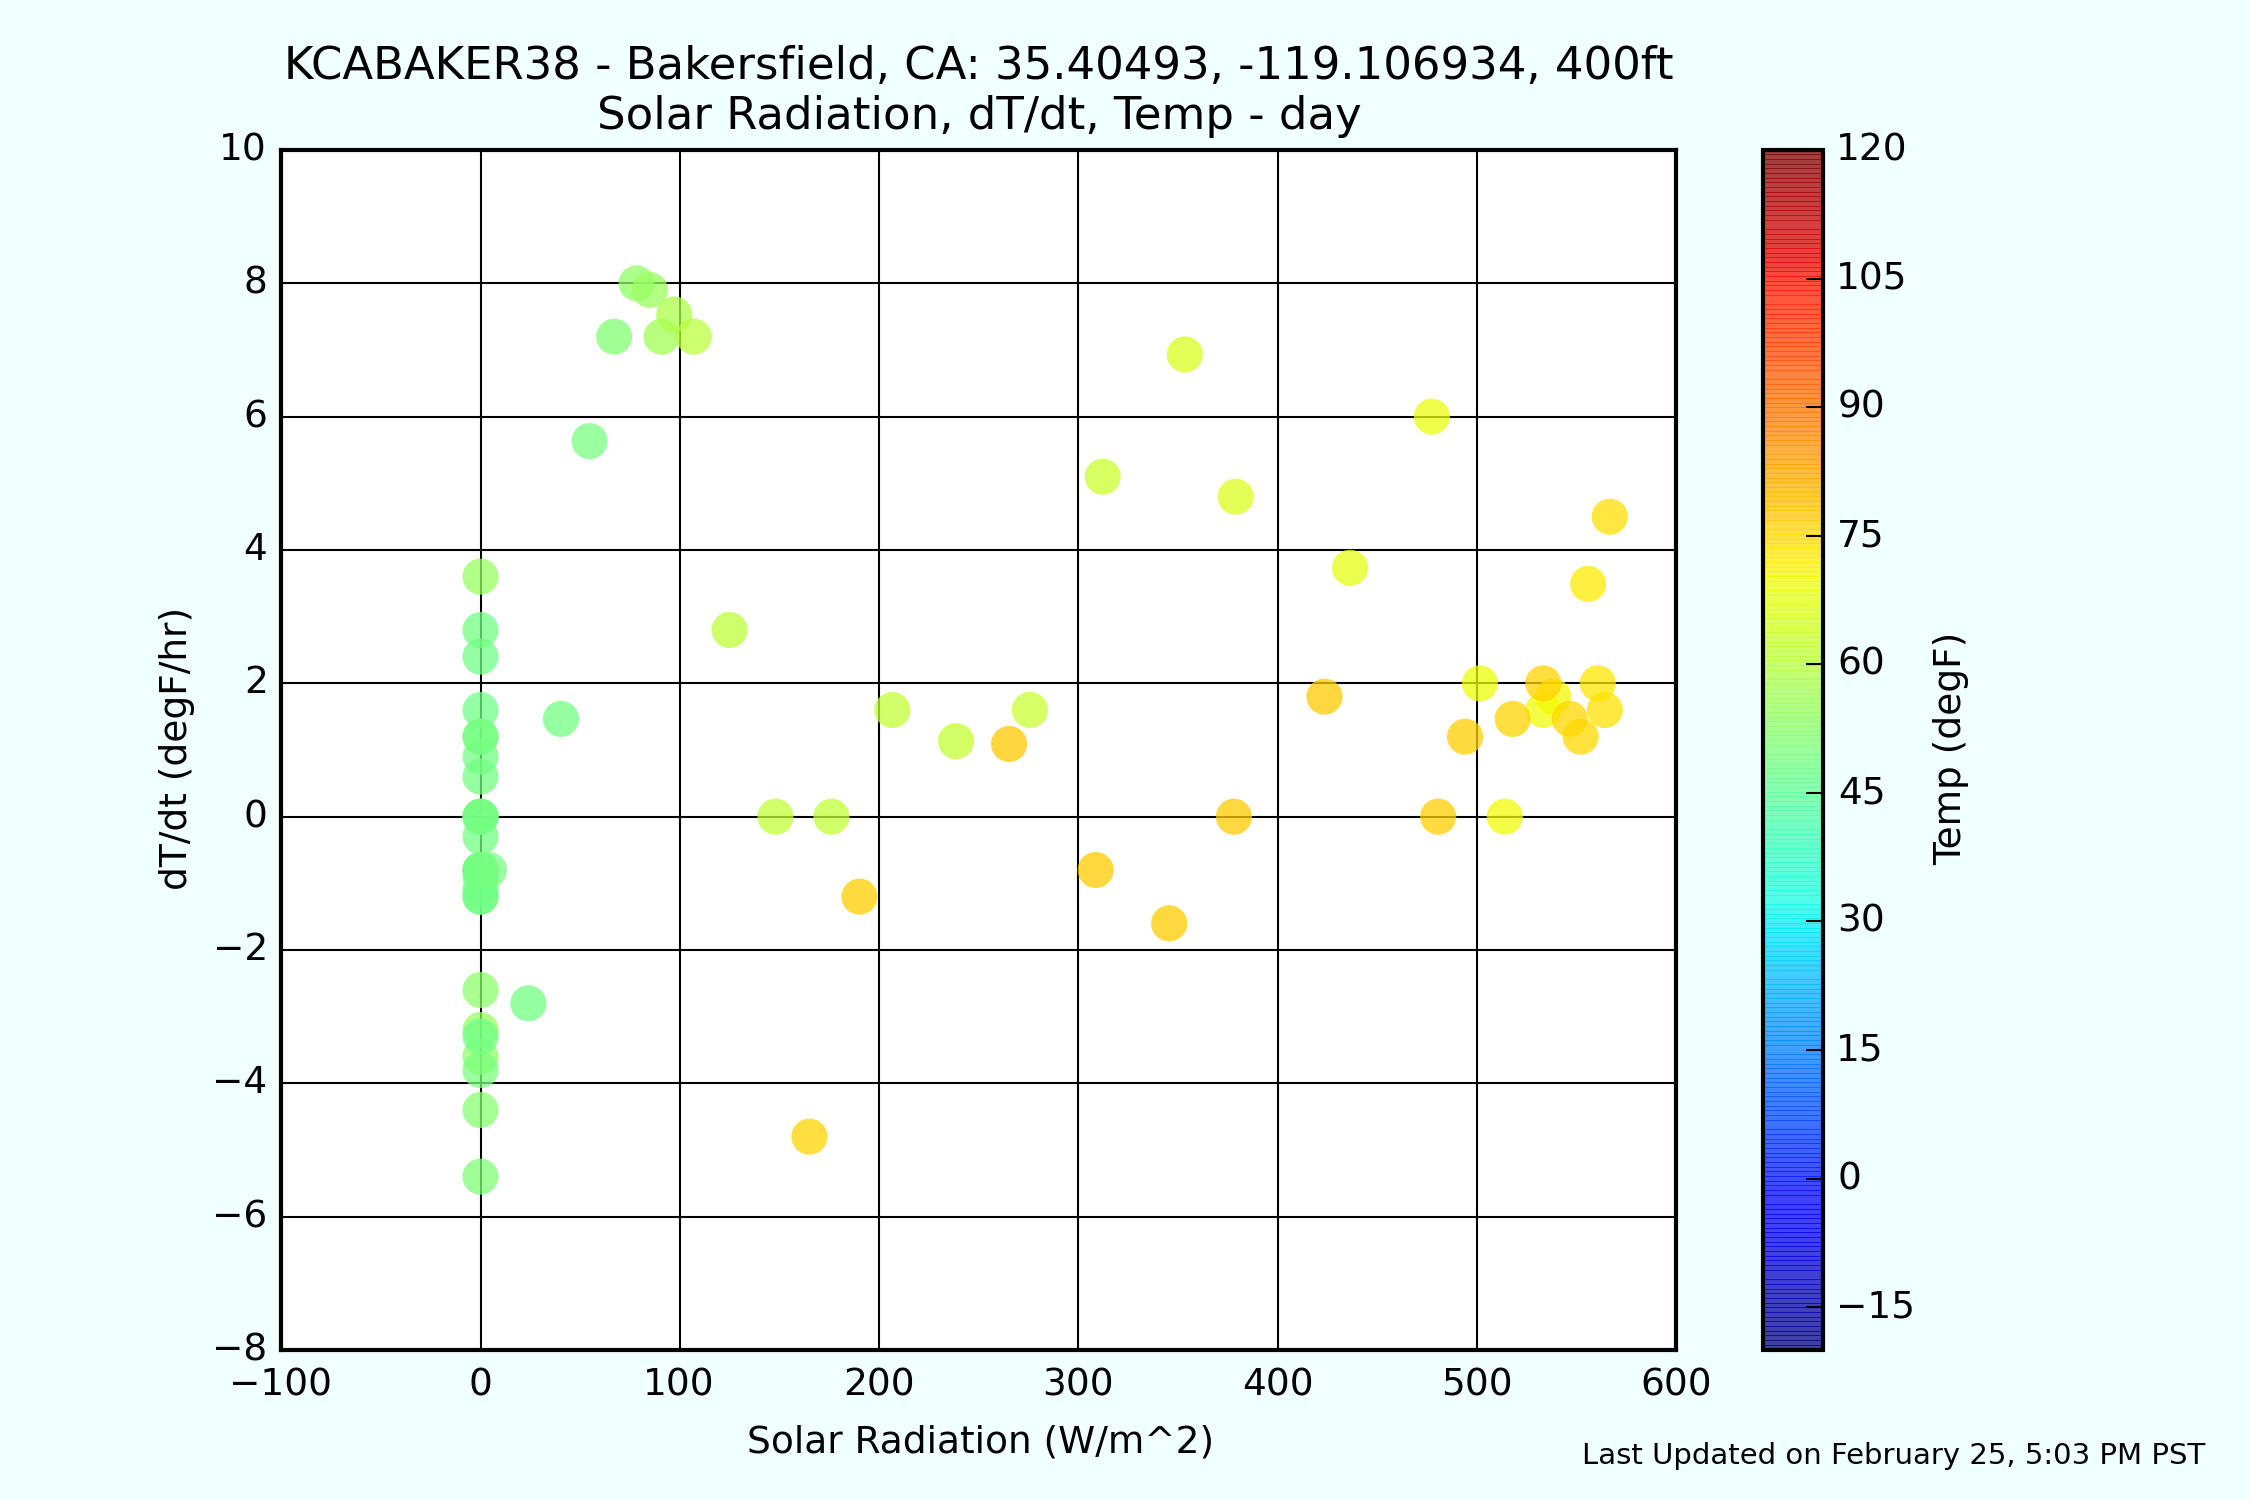 KCABAKER38 - Bakersfield, CA: 35.40493, -119.106934, 400ft
Solar Radiation, dT/dt, Temp - day
10
8
6
4
2
0
−2
−4
−6
−8
dT/dt (degF/hr)
−100 0 100 200 300 400 500 600
Solar Radiation (W/m^2)
120
105
90
75
60
45
30
15
0
−15
Temp (degF)
Last Updated on February 25, 5:03 PM PST